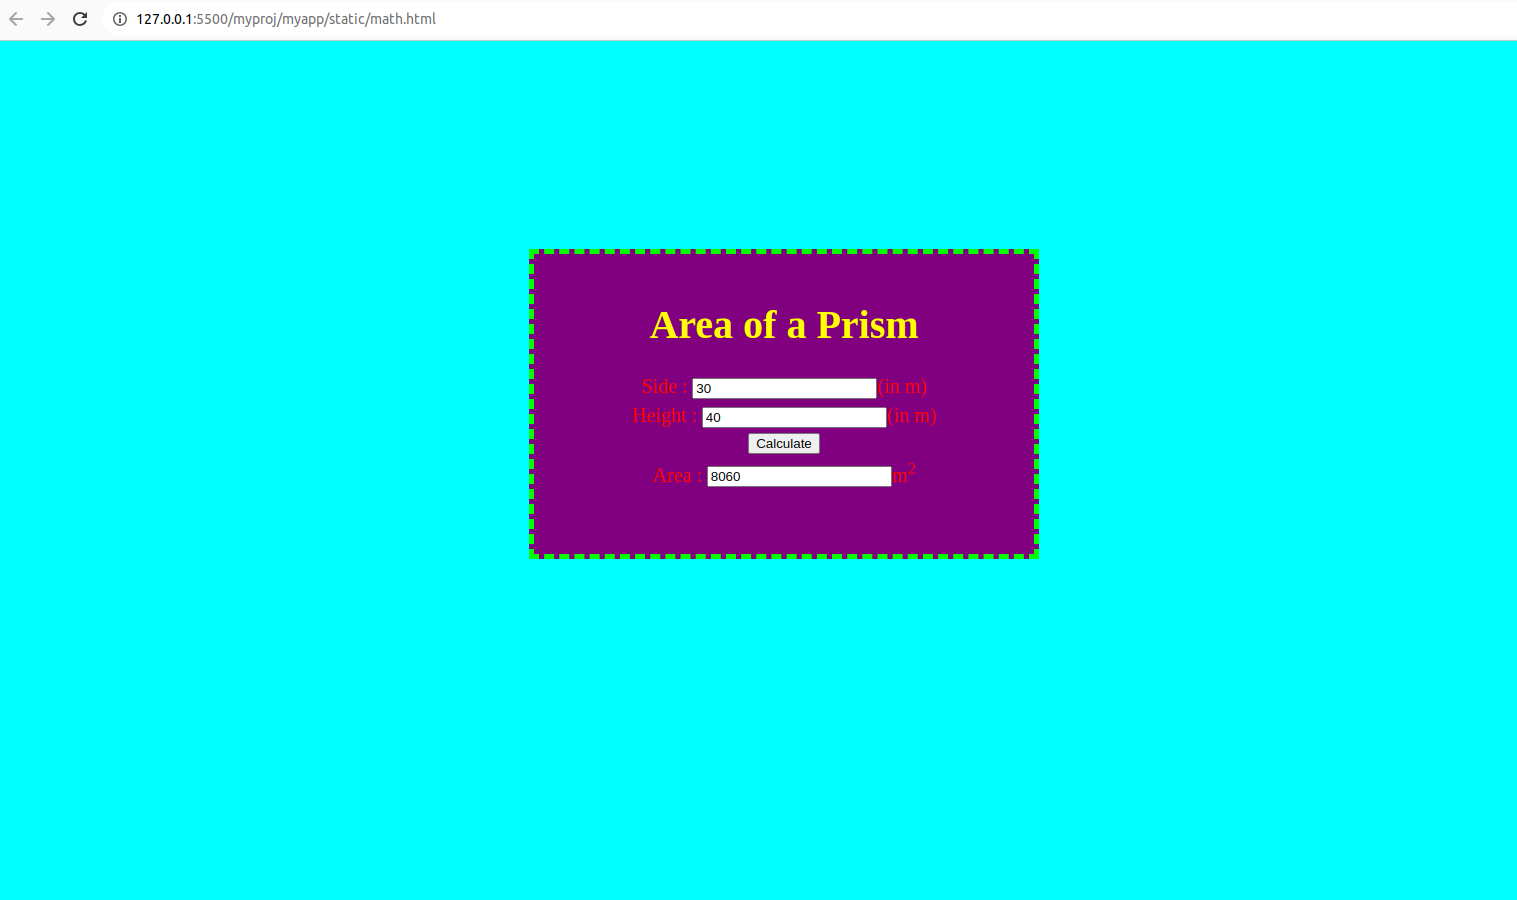 127.0.0.1:5500/myproj/myapp/static/math.html
Area of a Prism
Side : 30 (in m)
Height : 40 (in m)
Calculate
Area : 8060 m²